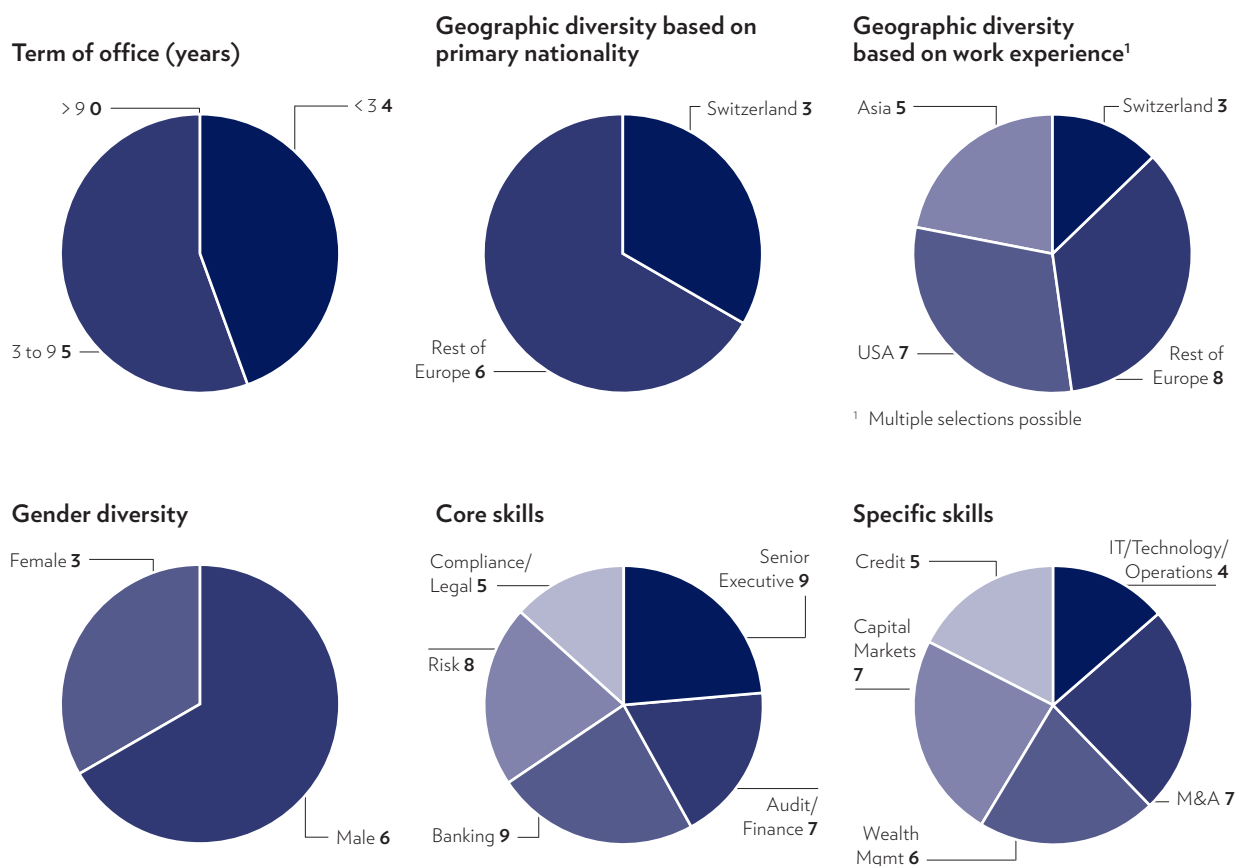 Term of office (years)
> 9 0
< 3 4
3 to 9 5
Geographic diversity based on
primary nationality
Switzerland 3
Rest of
Europe 6
Geographic diversity
based on work experience¹
Asia 5
Switzerland 3
USA 7
Rest of
Europe 8
¹ Multiple selections possible
Gender diversity
Female 3
Male 6
Core skills
Compliance/
Legal 5
Senior
Executive 9
Risk 8
Banking 9
Audit/
Finance 7
Specific skills
Credit 5
IT/Technology/
Operations 4
Capital
Markets
7
M&A 7
Wealth
Mgmt 6